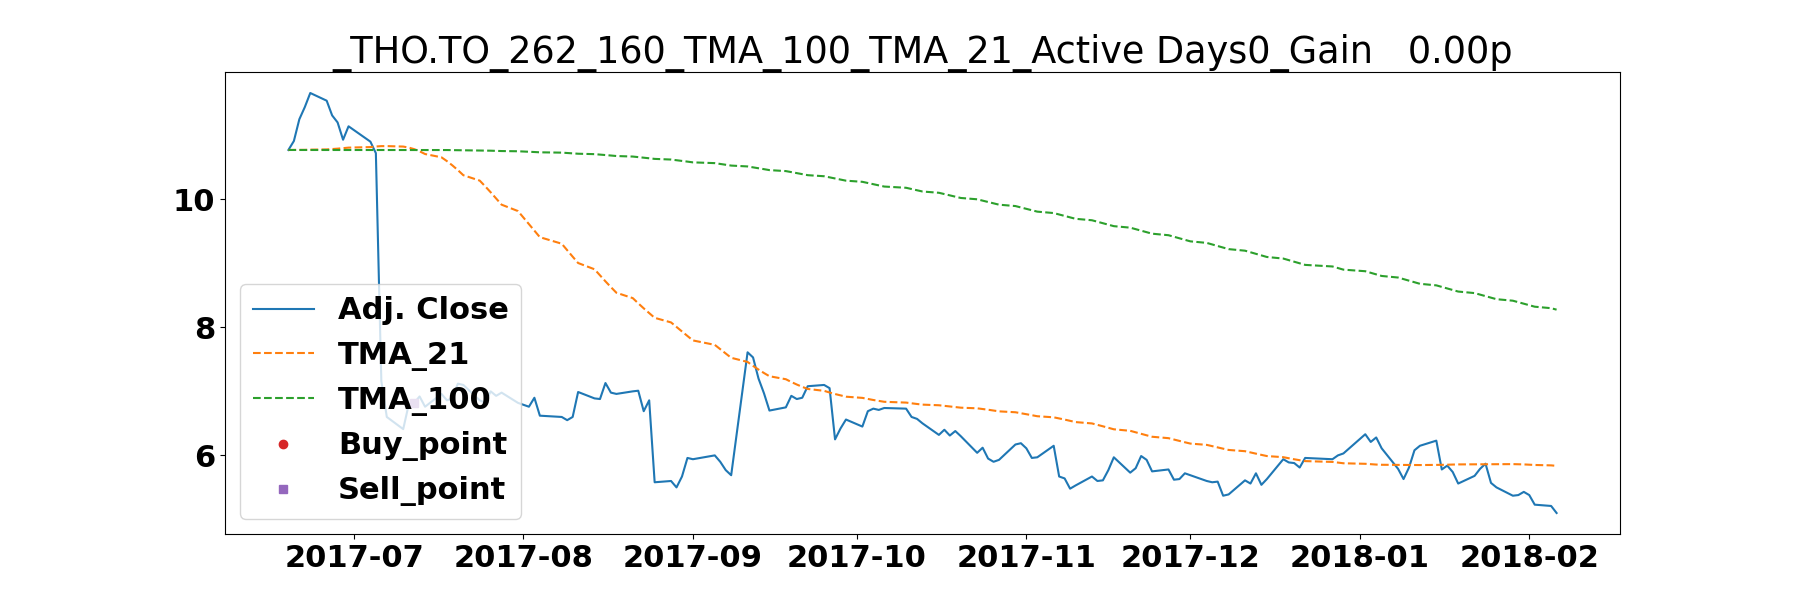 _THO.TO_262_160_TMA_100_TMA_21_Active Days0_Gain   0.00p
10
8
6
Adj. Close
TMA_21
TMA_100
Buy_point
Sell_point
2017-07 2017-08 2017-09 2017-10 2017-11 2017-12 2018-01 2018-02